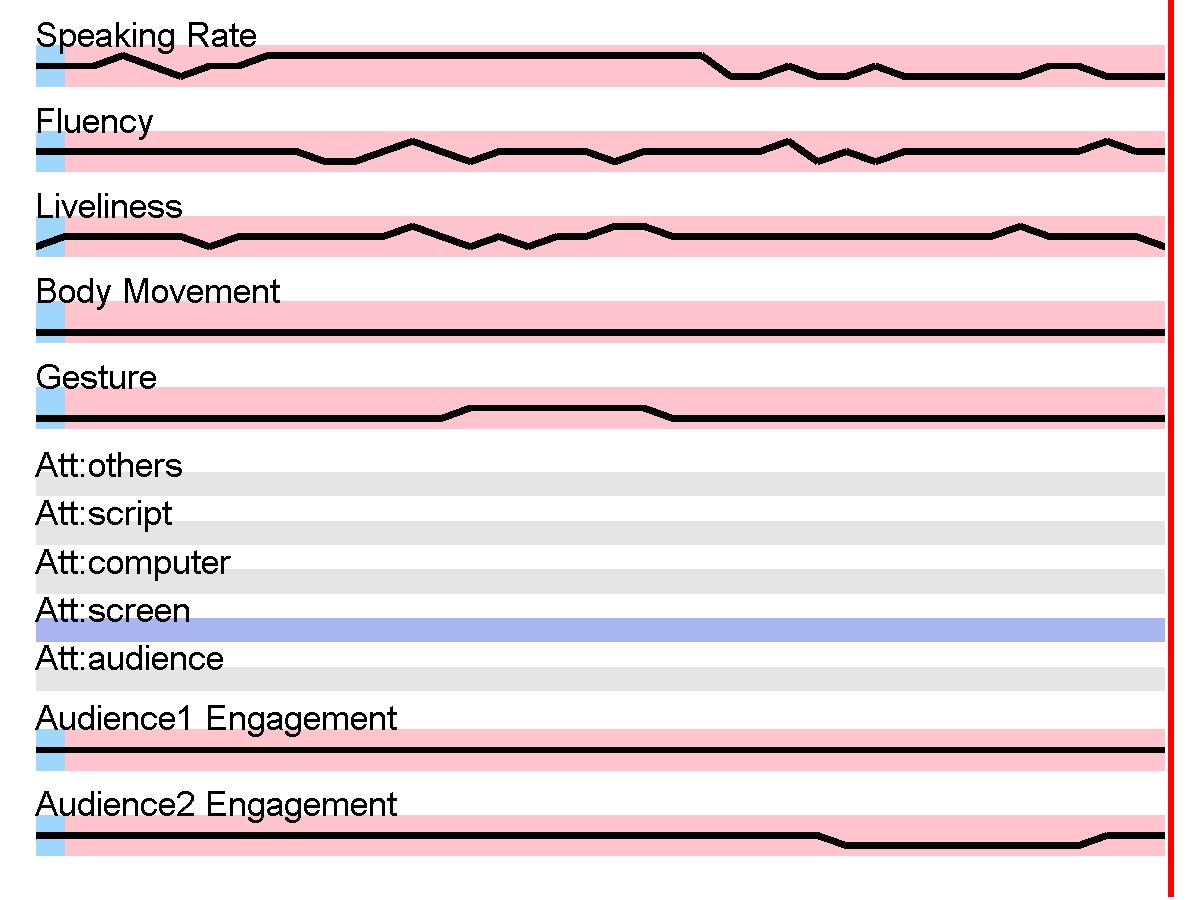 Speaking Rate
Fluency
Liveliness
Body Movement
Gesture
Att:others
Att:script
Att:computer
Att:screen
Att:audience
Audience1 Engagement
Audience2 Engagement